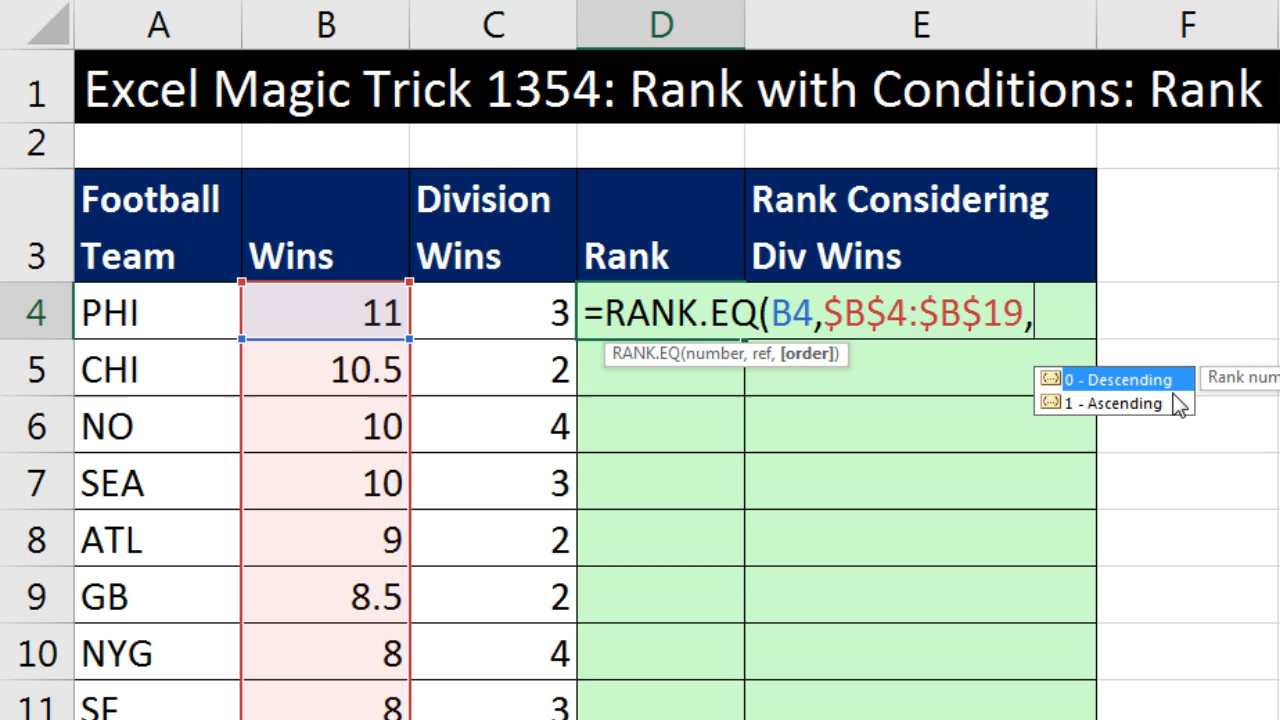 A B C D E F
1 Excel Magic Trick 1354: Rank with Conditions: Rank
2
Football Division Rank Considering
3 Team Wins Wins Rank Div Wins
4 PHI 11 3 =RANK.EQ(B4,$B$4:$B$19,
RANK.EQ(number, ref, [order])
5 CHI 10.5 2
0 - Descending Rank num
1 - Ascending
6 NO 10 4
7 SEA 10 3
8 ATL 9 2
9 GB 8.5 2
10 NYG 8 4
11 SF 8 3